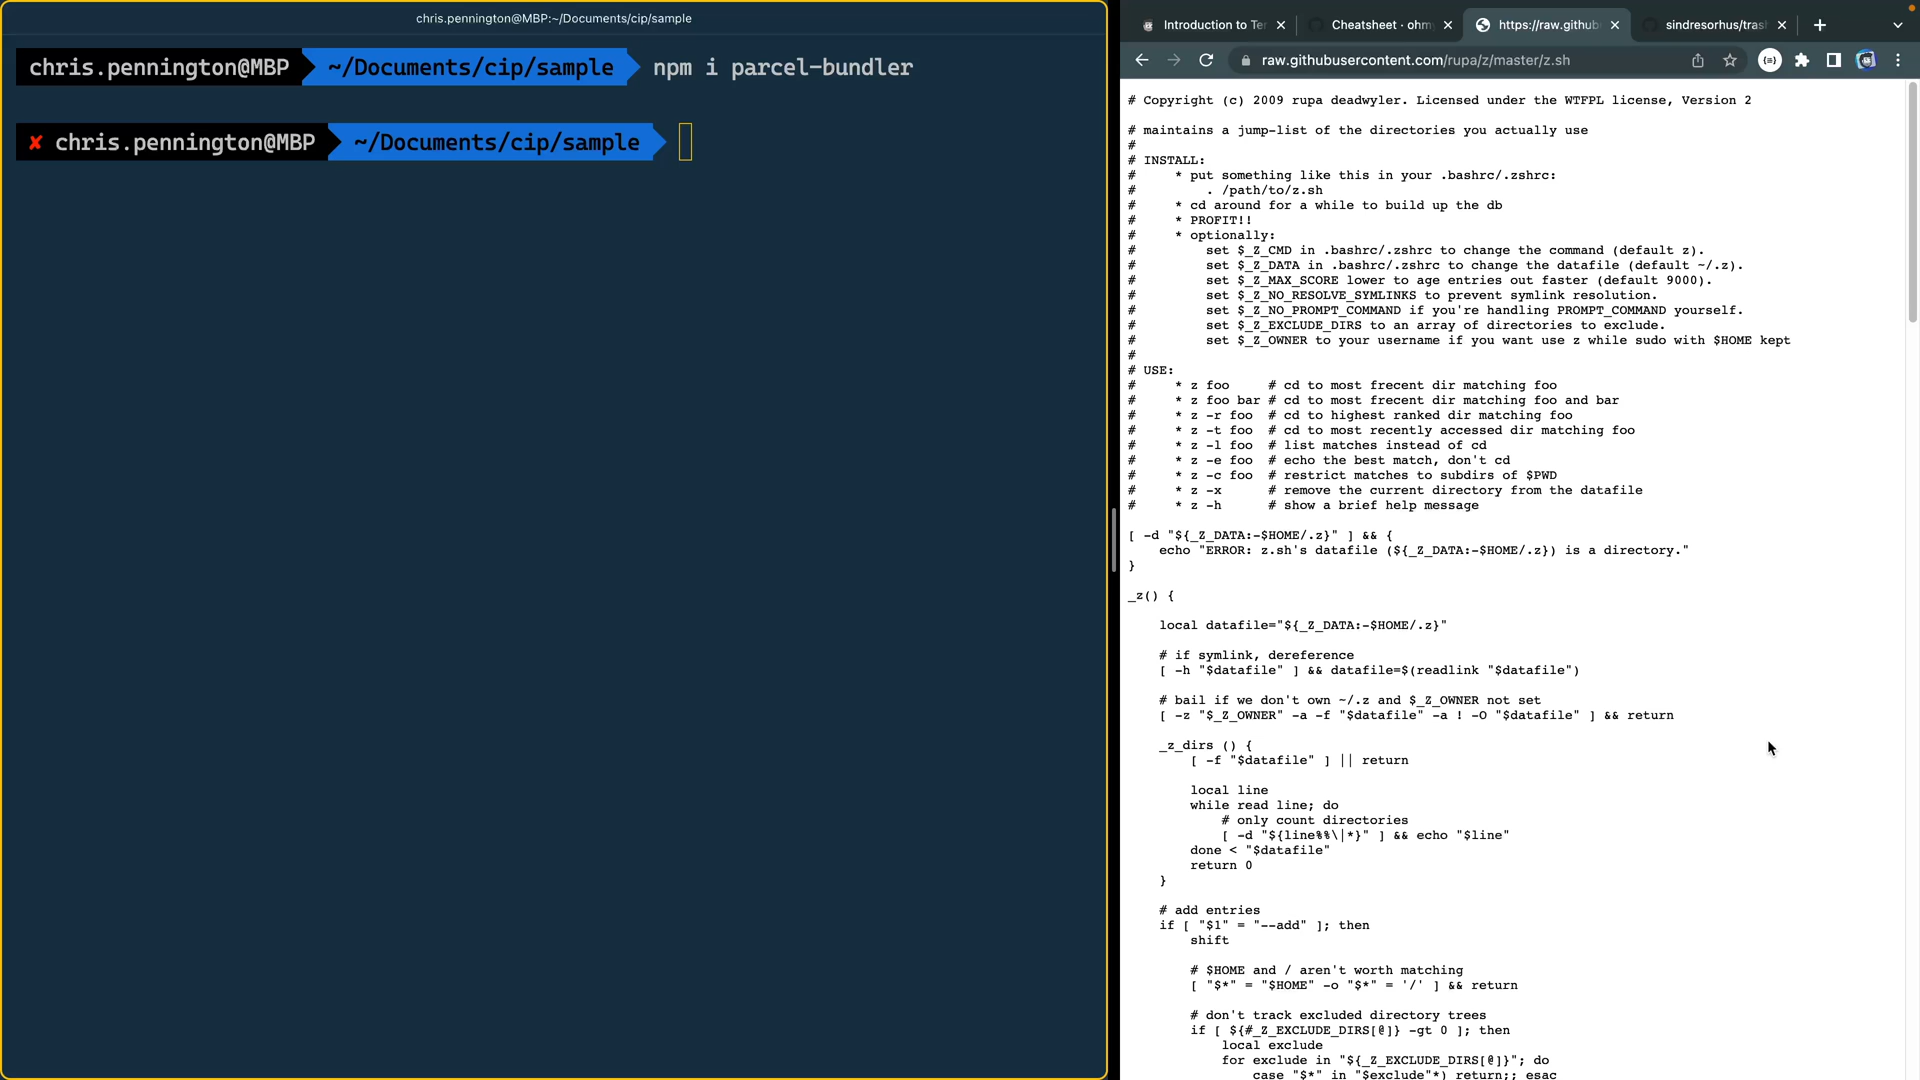 chris.pennington@MBP:~/Documents/cip/sample
chris.pennington@MBP ~/Documents/cip/sample npm i parcel-bundler
✘ chris.pennington@MBP ~/Documents/cip/sample
Introduction to Ter
Cheatsheet · ohmy
https://raw.github
sindresorhus/trash
raw.githubusercontent.com/rupa/z/master/z.sh
# Copyright (c) 2009 rupa deadwyler. Licensed under the WTFPL license, Version 2
# maintains a jump-list of the directories you actually use
#
# INSTALL:
#     * put something like this in your .bashrc/.zshrc:
#         . /path/to/z.sh
#     * cd around for a while to build up the db
#     * PROFIT!!
#     * optionally:
#         set $_Z_CMD in .bashrc/.zshrc to change the command (default z).
#         set $_Z_DATA in .bashrc/.zshrc to change the datafile (default ~/.z).
#         set $_Z_MAX_SCORE lower to age entries out faster (default 9000).
#         set $_Z_NO_RESOLVE_SYMLINKS to prevent symlink resolution.
#         set $_Z_NO_PROMPT_COMMAND if you're handling PROMPT_COMMAND yourself.
#         set $_Z_EXCLUDE_DIRS to an array of directories to exclude.
#         set $_Z_OWNER to your username if you want use z while sudo with $HOME kept
#
# USE:
#     * z foo     # cd to most frecent dir matching foo
#     * z foo bar # cd to most frecent dir matching foo and bar
#     * z -r foo  # cd to highest ranked dir matching foo
#     * z -t foo  # cd to most recently accessed dir matching foo
#     * z -l foo  # list matches instead of cd
#     * z -e foo  # echo the best match, don't cd
#     * z -c foo  # restrict matches to subdirs of $PWD
#     * z -x      # remove the current directory from the datafile
#     * z -h      # show a brief help message
[ -d "${_Z_DATA:-$HOME/.z}" ] && {
    echo "ERROR: z.sh's datafile (${_Z_DATA:-$HOME/.z}) is a directory."
}
_z() {
    local datafile="${_Z_DATA:-$HOME/.z}"
    # if symlink, dereference
    [ -h "$datafile" ] && datafile=$(readlink "$datafile")
    # bail if we don't own ~/.z and $_Z_OWNER not set
    [ -z "$_Z_OWNER" -a -f "$datafile" -a ! -O "$datafile" ] && return
    _z_dirs () {
        [ -f "$datafile" ] || return
        local line
        while read line; do
            # only count directories
            [ -d "${line%%\|*}" ] && echo "$line"
        done < "$datafile"
        return 0
    }
    # add entries
    if [ "$1" = "--add" ]; then
        shift
        # $HOME and / aren't worth matching
        [ "$*" = "$HOME" -o "$*" = '/' ] && return
        # don't track excluded directory trees
        if [ ${#_Z_EXCLUDE_DIRS[@]} -gt 0 ]; then
            local exclude
            for exclude in "${_Z_EXCLUDE_DIRS[@]}"; do
                case "$*" in "$exclude"*) return;; esac